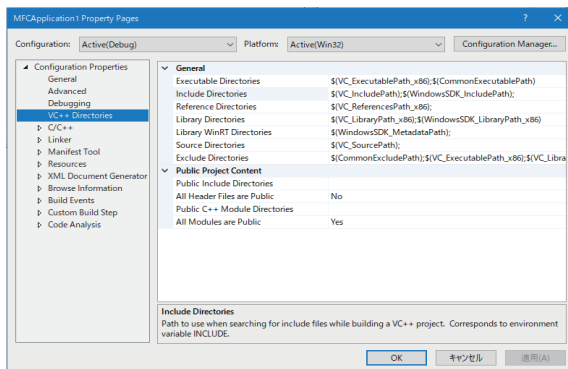 MFCApplication1 Property Pages ? ×
Configuration: Active(Debug) Platform: Active(Win32) Configuration Manager...
Configuration Properties
General
Advanced
Debugging
VC++ Directories
C/C++
Linker
Manifest Tool
Resources
XML Document Generator
Browse Information
Build Events
Custom Build Step
Code Analysis
General
Executable Directories $(VC_ExecutablePath_x86);$(CommonExecutablePath)
Include Directories $(VC_IncludePath);$(WindowsSDK_IncludePath);
Reference Directories $(VC_ReferencesPath_x86);
Library Directories $(VC_LibraryPath_x86);$(WindowsSDK_LibraryPath_x86)
Library WinRT Directories $(WindowsSDK_MetadataPath);
Source Directories $(VC_SourcePath);
Exclude Directories $(CommonExcludePath);$(VC_ExecutablePath_x86);$(VC_Libra
Public Project Content
Public Include Directories
All Header Files are Public No
Public C++ Module Directories
All Modules are Public Yes
Include Directories
Path to use when searching for include files while building a VC++ project. Corresponds to environment
variable INCLUDE.
OK キャンセル 適用(A)